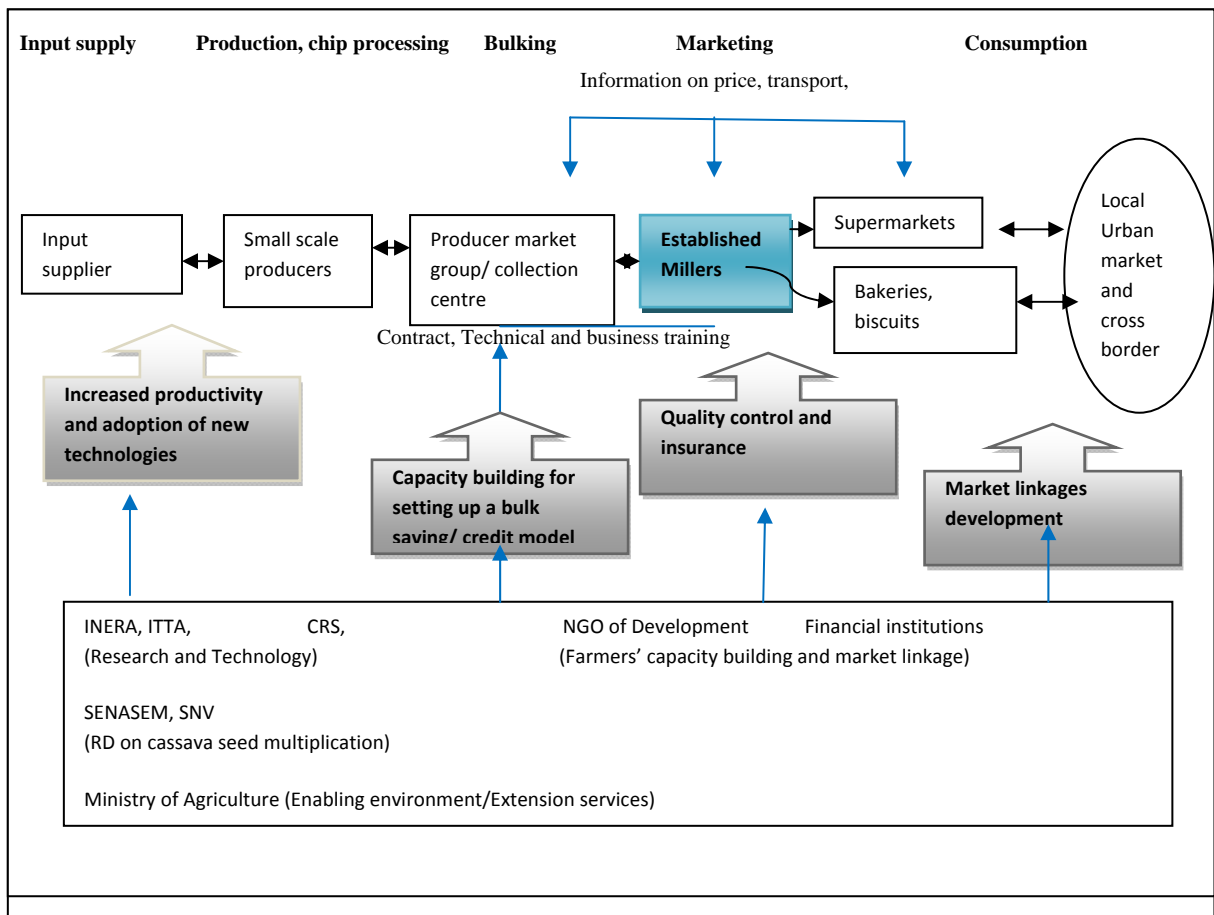 Input supply Production, chip processing Bulking Marketing Consumption
Information on price, transport,
Input
supplier
Small scale
producers
Producer market
group/ collection
centre
Established
Millers
Supermarkets
Bakeries,
biscuits
Local
Urban
market
and
cross
border
Contract, Technical and business training
Increased productivity
and adoption of new
technologies
Capacity building for
setting up a bulk
saving/ credit model
Quality control and
insurance
Market linkages
development
INERA, ITTA, CRS, NGO of Development Financial institutions
(Research and Technology) (Farmers’ capacity building and market linkage)
SENASEM, SNV
(RD on cassava seed multiplication)
Ministry of Agriculture (Enabling environment/Extension services)